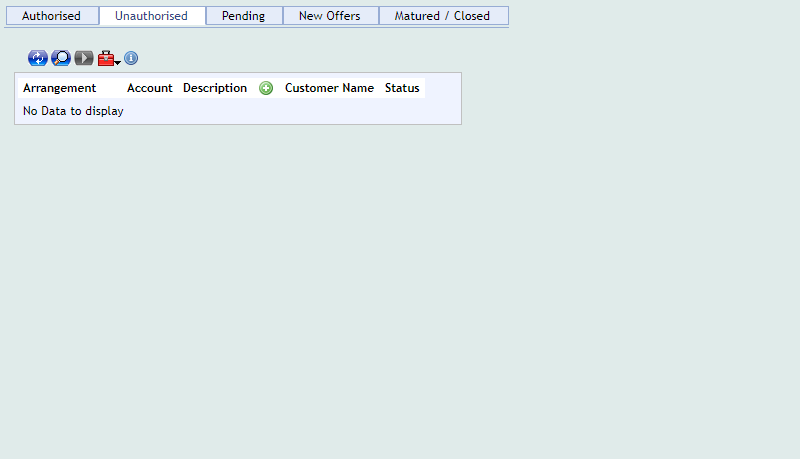 Authorised Unauthorised Pending New Offers Matured / Closed
Arrangement Account Description Customer Name Status
No Data to display